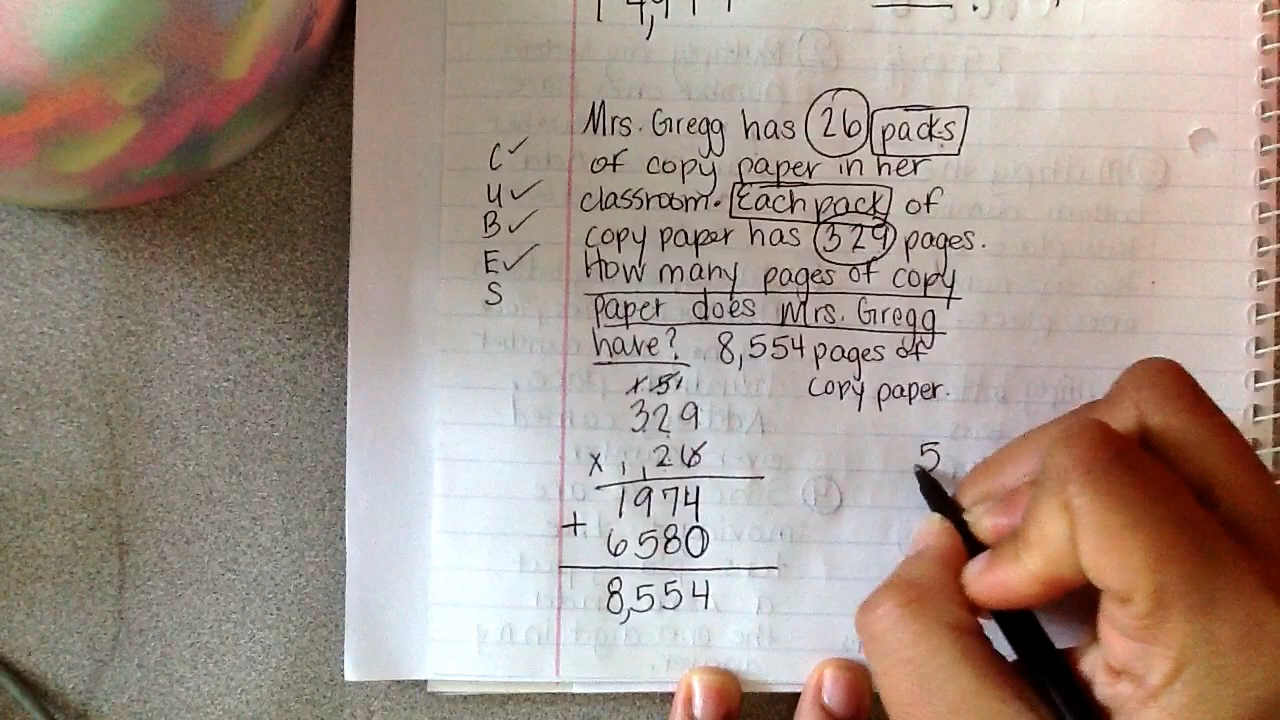 Mrs. Gregg has 26 packs
C✓ of copy paper in her
U✓ classroom. Each pack of
B✓ copy paper has 329 pages.
E✓ How many pages of copy
S paper does Mrs. Gregg
have? 8,554 pages of
copy paper.
329
x 26
1974
+ 6580
8,554
5